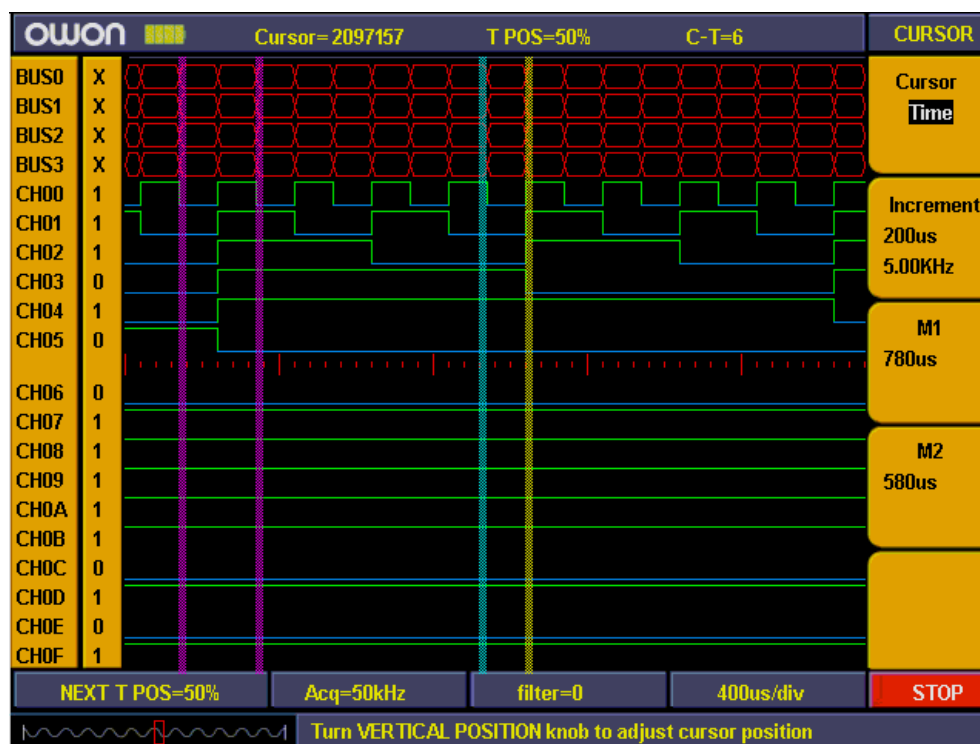 owon Cursor=2097157 T POS=50% C-T=6 CURSOR
BUS0 X
BUS1 X
BUS2 X
BUS3 X
CH00 1
CH01 1
CH02 1
CH03 0
CH04 1
CH05 0
CH06 0
CH07 1
CH08 1
CH09 1
CH0A 1
CH0B 1
CH0C 0
CH0D 1
CH0E 0
CH0F 1
Cursor
Time
Increment
200us
5.00KHz
M1
780us
M2
580us
NEXT T POS=50% Acq=50kHz filter=0 400us/div STOP
Turn VERTICAL POSITION knob to adjust cursor position